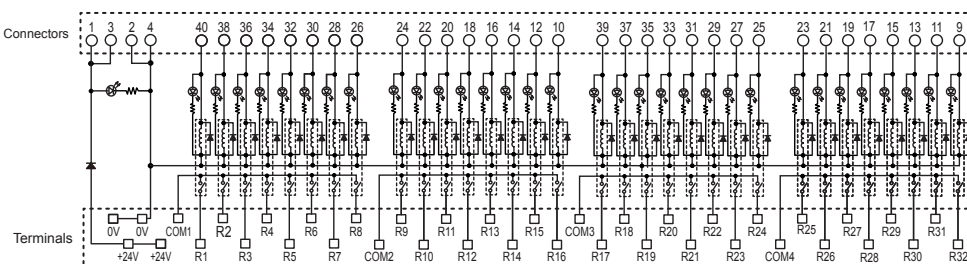 Connectors
1 3 2 4 40 38 36 34 32 30 28 26 24 22 20 18 16 14 12 10 39 37 35 33 31 29 27 25 23 21 19 17 15 13 11 9
Terminals
0V 0V COM1 R2 R4 R6 R8 R9 R11 R13 R15 COM3 R18 R20 R22 R24 R25 R27 R29 R31
+24V +24V R1 R3 R5 R7 COM2 R10 R12 R14 R16 R17 R19 R21 R23 COM4 R26 R28 R30 R32